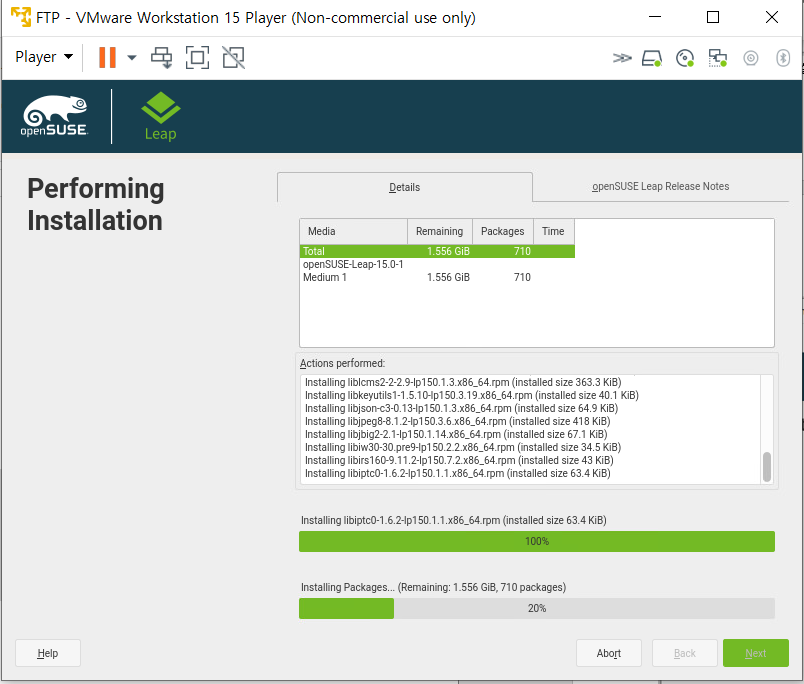 FTP - VMware Workstation 15 Player (Non-commercial use only)
Player
openSUSE.
Leap
Performing
Installation
Details
openSUSE Leap Release Notes
Media Remaining Packages Time
Total 1.556 GiB 710
openSUSE-Leap-15.0-1
Medium 1 1.556 GiB 710
Actions performed:
Installing liblcms2-2-2.9-lp150.1.3.x86_64.rpm (installed size 363.3 KiB)
Installing libkeyutils1-1.5.10-lp150.3.19.x86_64.rpm (installed size 40.1 KiB)
Installing libjson-c3-0.13-lp150.1.3.x86_64.rpm (installed size 64.9 KiB)
Installing libjpeg8-8.1.2-lp150.3.6.x86_64.rpm (installed size 418 KiB)
Installing libjbig2-2.1-lp150.1.14.x86_64.rpm (installed size 67.1 KiB)
Installing libiw30-30.pre9-lp150.2.2.x86_64.rpm (installed size 34.5 KiB)
Installing libirs160-9.11.2-lp150.7.2.x86_64.rpm (installed size 43 KiB)
Installing libiptc0-1.6.2-lp150.1.1.x86_64.rpm (installed size 63.4 KiB)
Installing libiptc0-1.6.2-lp150.1.1.x86_64.rpm (installed size 63.4 KiB)
100%
Installing Packages... (Remaining: 1.556 GiB, 710 packages)
20%
Help
Abort
Back
Next